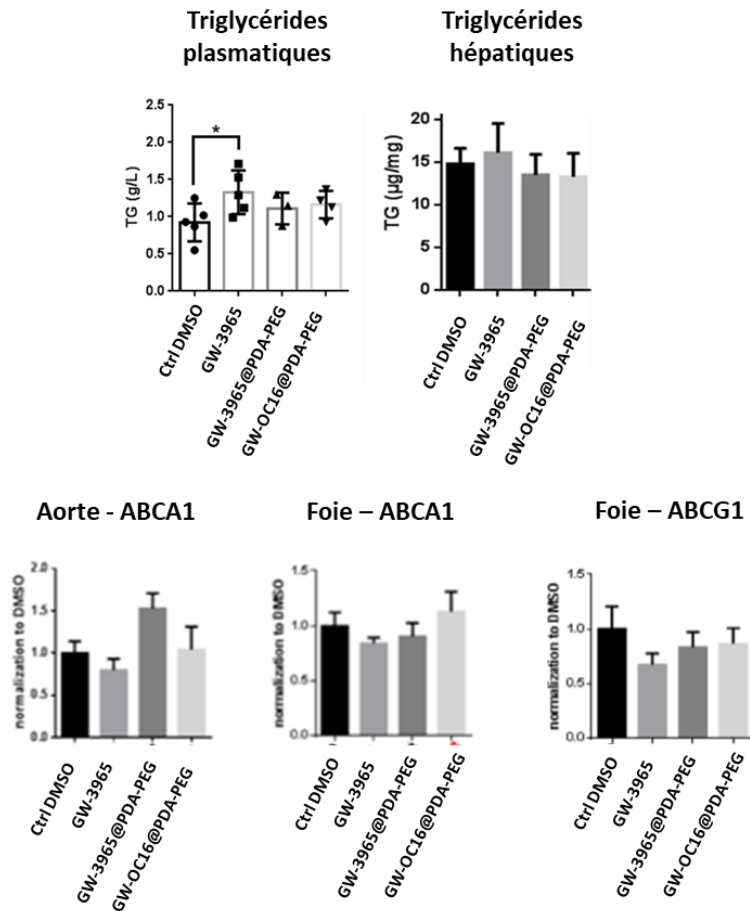 Triglycérides
plasmatiques
Triglycérides
hépatiques
TG (g/L)
2.5
2.0
1.5
1.0
0.5
0.0
*
Ctrl DMSO
GW-3965
GW-3965@PDA-PEG
GW-OC16@PDA-PEG
TG (µg/mg)
20
15
10
5
0
Ctrl DMSO
GW-3965
GW-3965@PDA-PEG
GW-OC16@PDA-PEG
Aorte - ABCA1
Foie – ABCA1
Foie – ABCG1
normalization to DMSO
2.0
1.5
1.0
0.5
0.0
Ctrl DMSO
GW-3965
GW-3965@PDA-PEG
GW-OC16@PDA-PEG
normalization to DMSO
1.5
1.0
0.5
0.0
Ctrl DMSO
GW-3965
GW-3965@PDA-PEG
GW-OC16@PDA-PEG
normalization to DMSO
1.5
1.0
0.5
0.0
Ctrl DMSO
GW-3965
GW-3965@PDA-PEG
GW-OC16@PDA-PEG